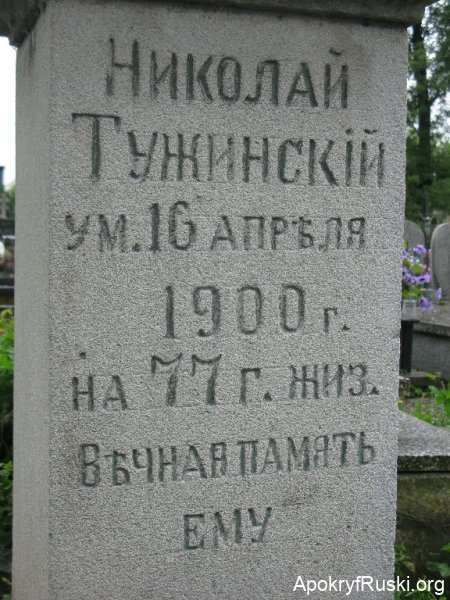 Николай
Тужинскій
ум. 16 апрѣля
1900 г.
на 77 г. жиз.
Вѣчная память
ему
ApokryfRuski.org